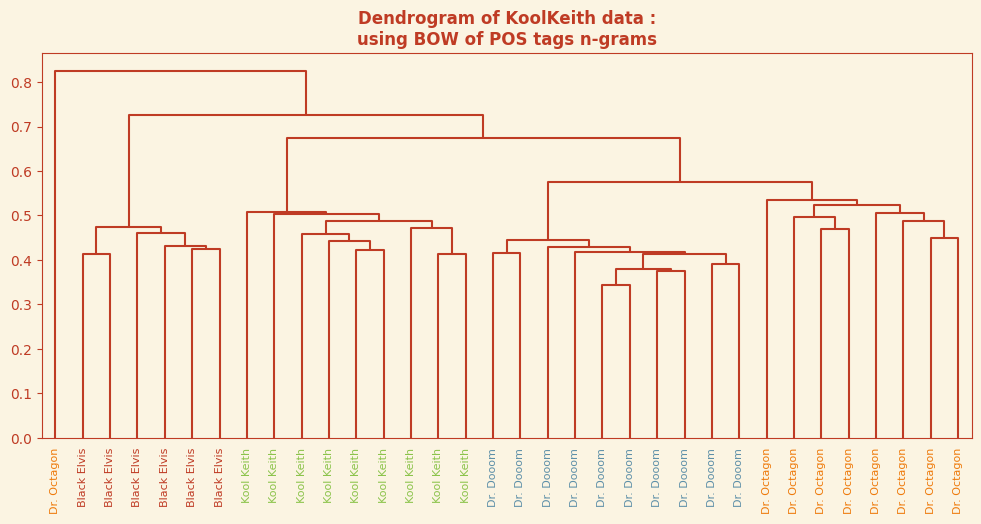 Dendrogram of KoolKeith data :
using BOW of POS tags n-grams
0.8
0.7
0.6
0.5
0.4
0.3
0.2
0.1
0.0
Dr. Octagon
Black Elvis
Black Elvis
Black Elvis
Black Elvis
Black Elvis
Black Elvis
Kool Keith
Kool Keith
Kool Keith
Kool Keith
Kool Keith
Kool Keith
Kool Keith
Kool Keith
Kool Keith
Dr. Dooom
Dr. Dooom
Dr. Dooom
Dr. Dooom
Dr. Dooom
Dr. Dooom
Dr. Dooom
Dr. Dooom
Dr. Dooom
Dr. Dooom
Dr. Octagon
Dr. Octagon
Dr. Octagon
Dr. Octagon
Dr. Octagon
Dr. Octagon
Dr. Octagon
Dr. Octagon